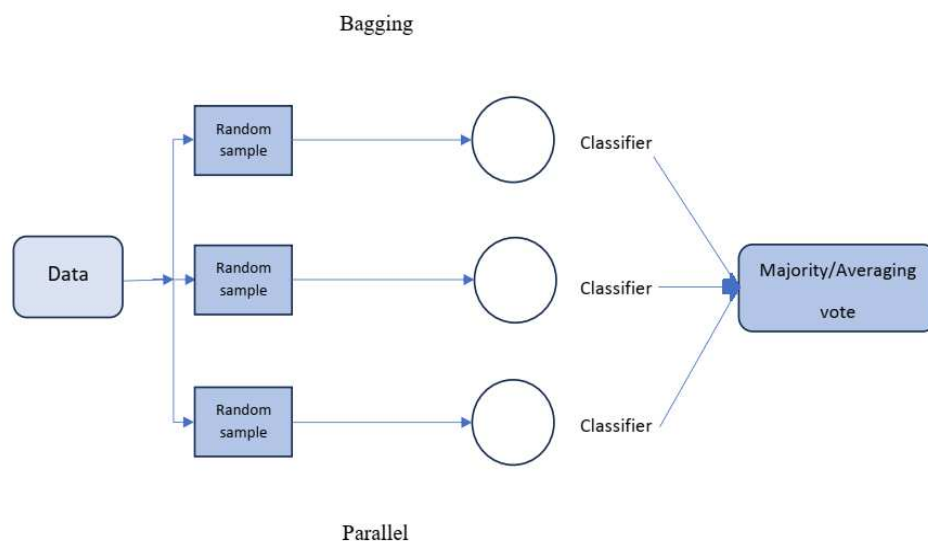 Bagging
Random
sample
Classifier
Data
Random
sample
Classifier
Majority/Averaging
vote
Random
sample
Classifier
Parallel